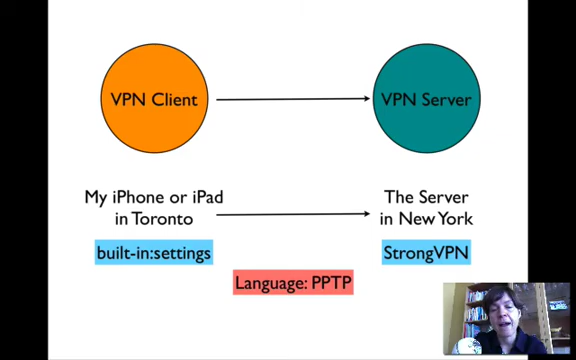 VPN Client
VPN Server
My iPhone or iPad
in Toronto
The Server
in New York
built-in:settings
StrongVPN
Language: PPTP